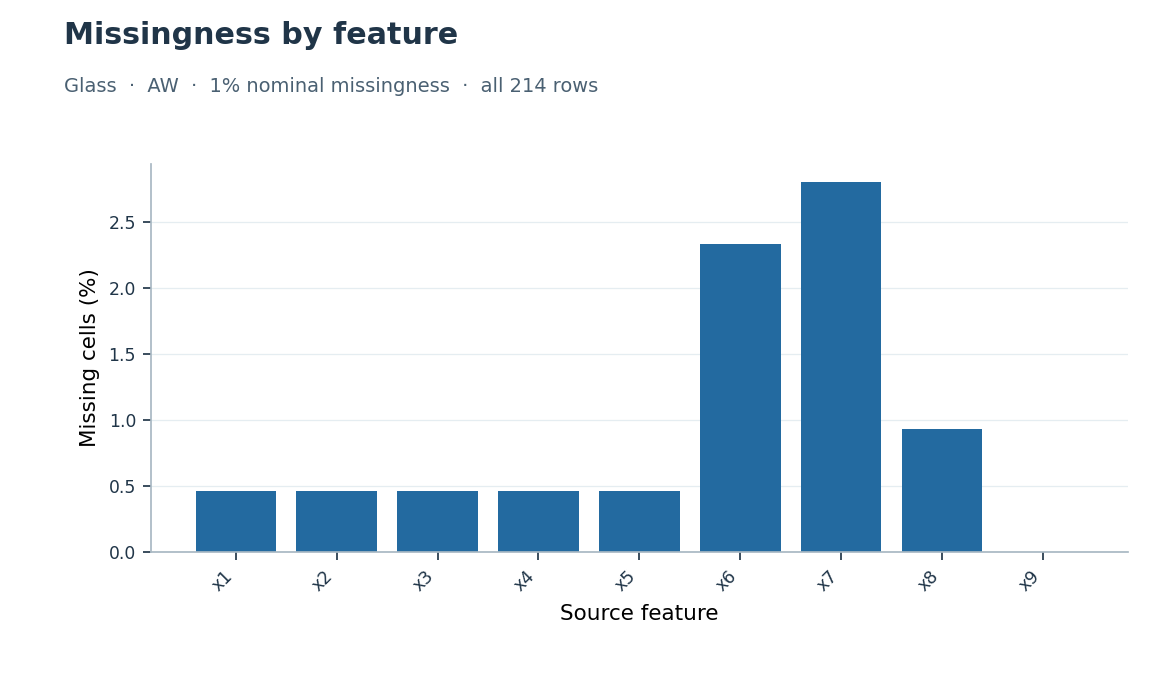 Missingness by feature
Glass · AW · 1% nominal missingness · all 214 rows
Missing cells (%)
2.5
2.0
1.5
1.0
0.5
0.0
x1 x2 x3 x4 x5 x6 x7 x8 x9
Source feature